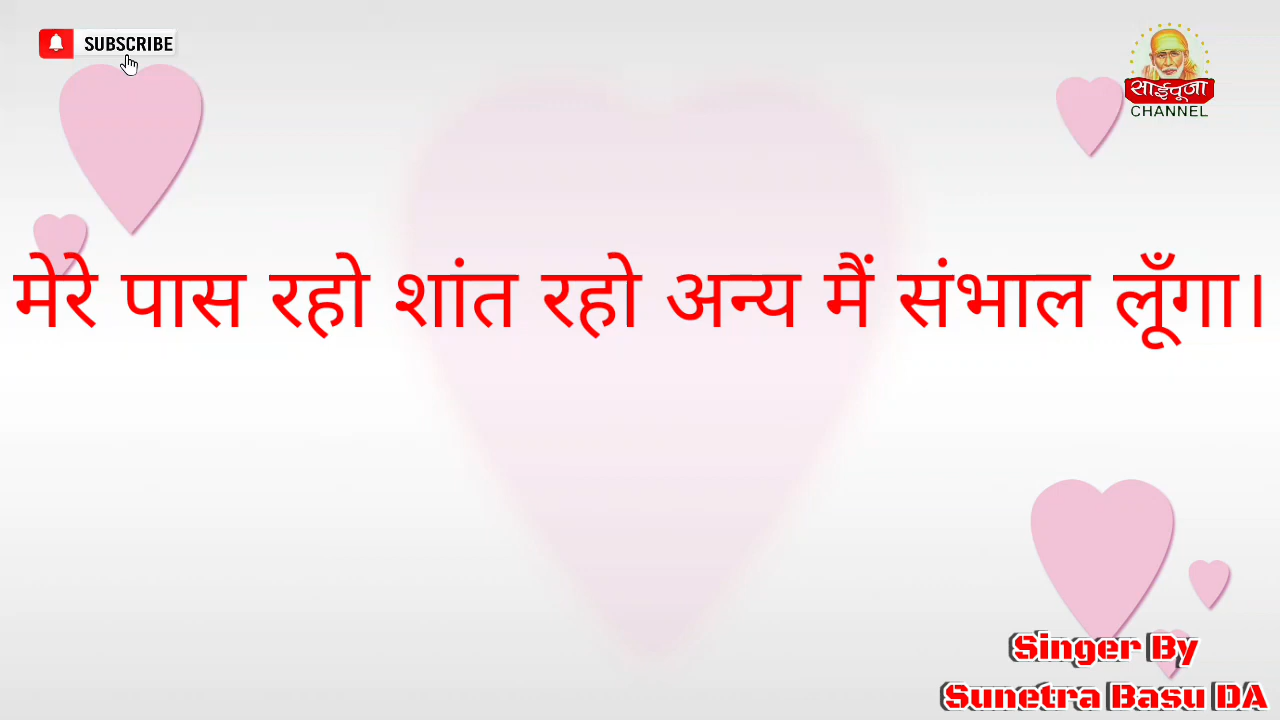 SUBSCRIBE
साईपूजा
CHANNEL
मेरे पास रहो शांत रहो अन्य मैं संभाल लूँगा।
Singer By
Sunetra Basu DA